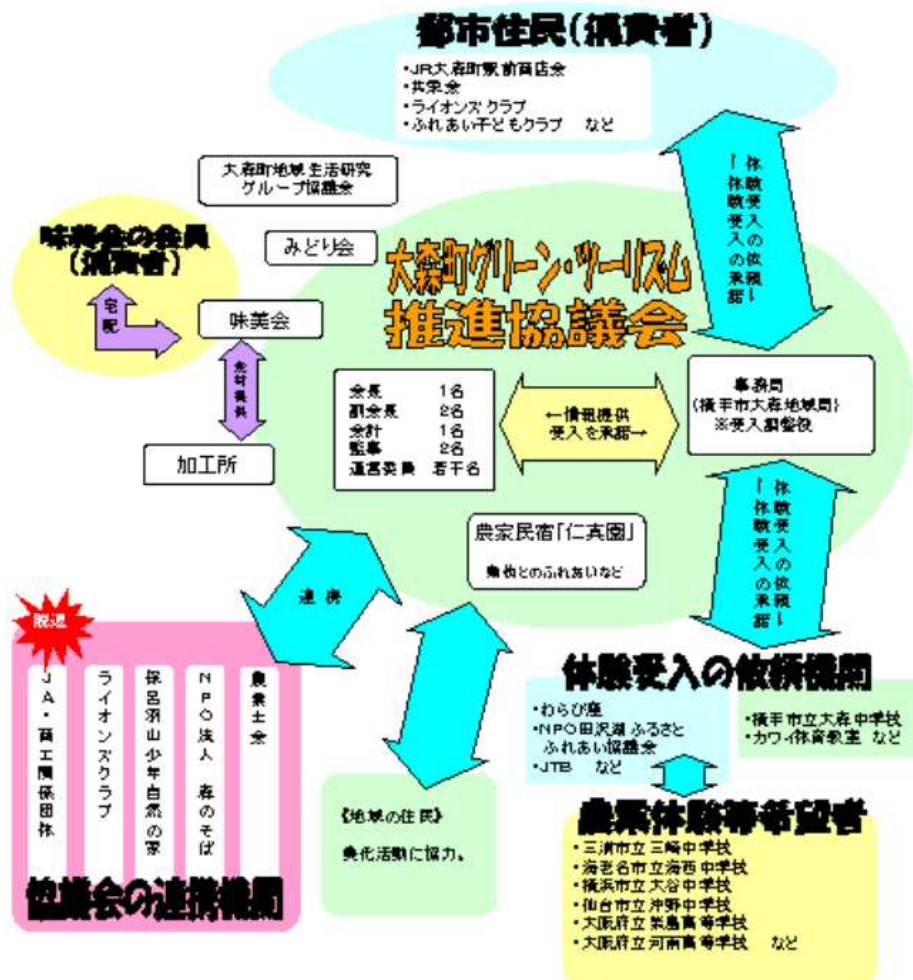 都市住民(消費者)
・JR大森町駅前商店会
・共栄会
・ライオンズクラブ
・ふれあい子どもクラブ など
大森町地域生活研究
グループ協議会
味美会の会員
(消費者)
みどり会
宅配
味美会
食材提供
加工所
大森町グリーン・ツーリズム
推進協議会
↑体験受入の依頼
体験受入の承諾↓
会長 1名
副会長 2名
会計 1名
監事 2名
運営委員 若干名
←情報提供
受入を承諾→
事務局
(横手市大森地域局)
※受入調整役
農家民宿「仁真園」
動物とのふれあいなど
↑体験受入の依頼
体験受入の承諾↓
連携
脱退
JA・商工関係団体
ライオンズクラブ
保呂羽山少年自然の家
NPO法人 森のそば
農業士会
協議会の連携機関
《地域の住民》
美化活動に協力。
体験受入の依頼機関
・わらび座
・NPO田沢湖ふるさと
ふれあい協議会
・JTB など
・横手市立大森中学校
・カワイ体育教室 など
農業体験等希望者
・三浦市立三崎中学校
・海老名市立海西中学校
・横浜市立大谷中学校
・仙台市立沖野中学校
・大阪府立柴島高等学校
・大阪府立河南高等学校 など